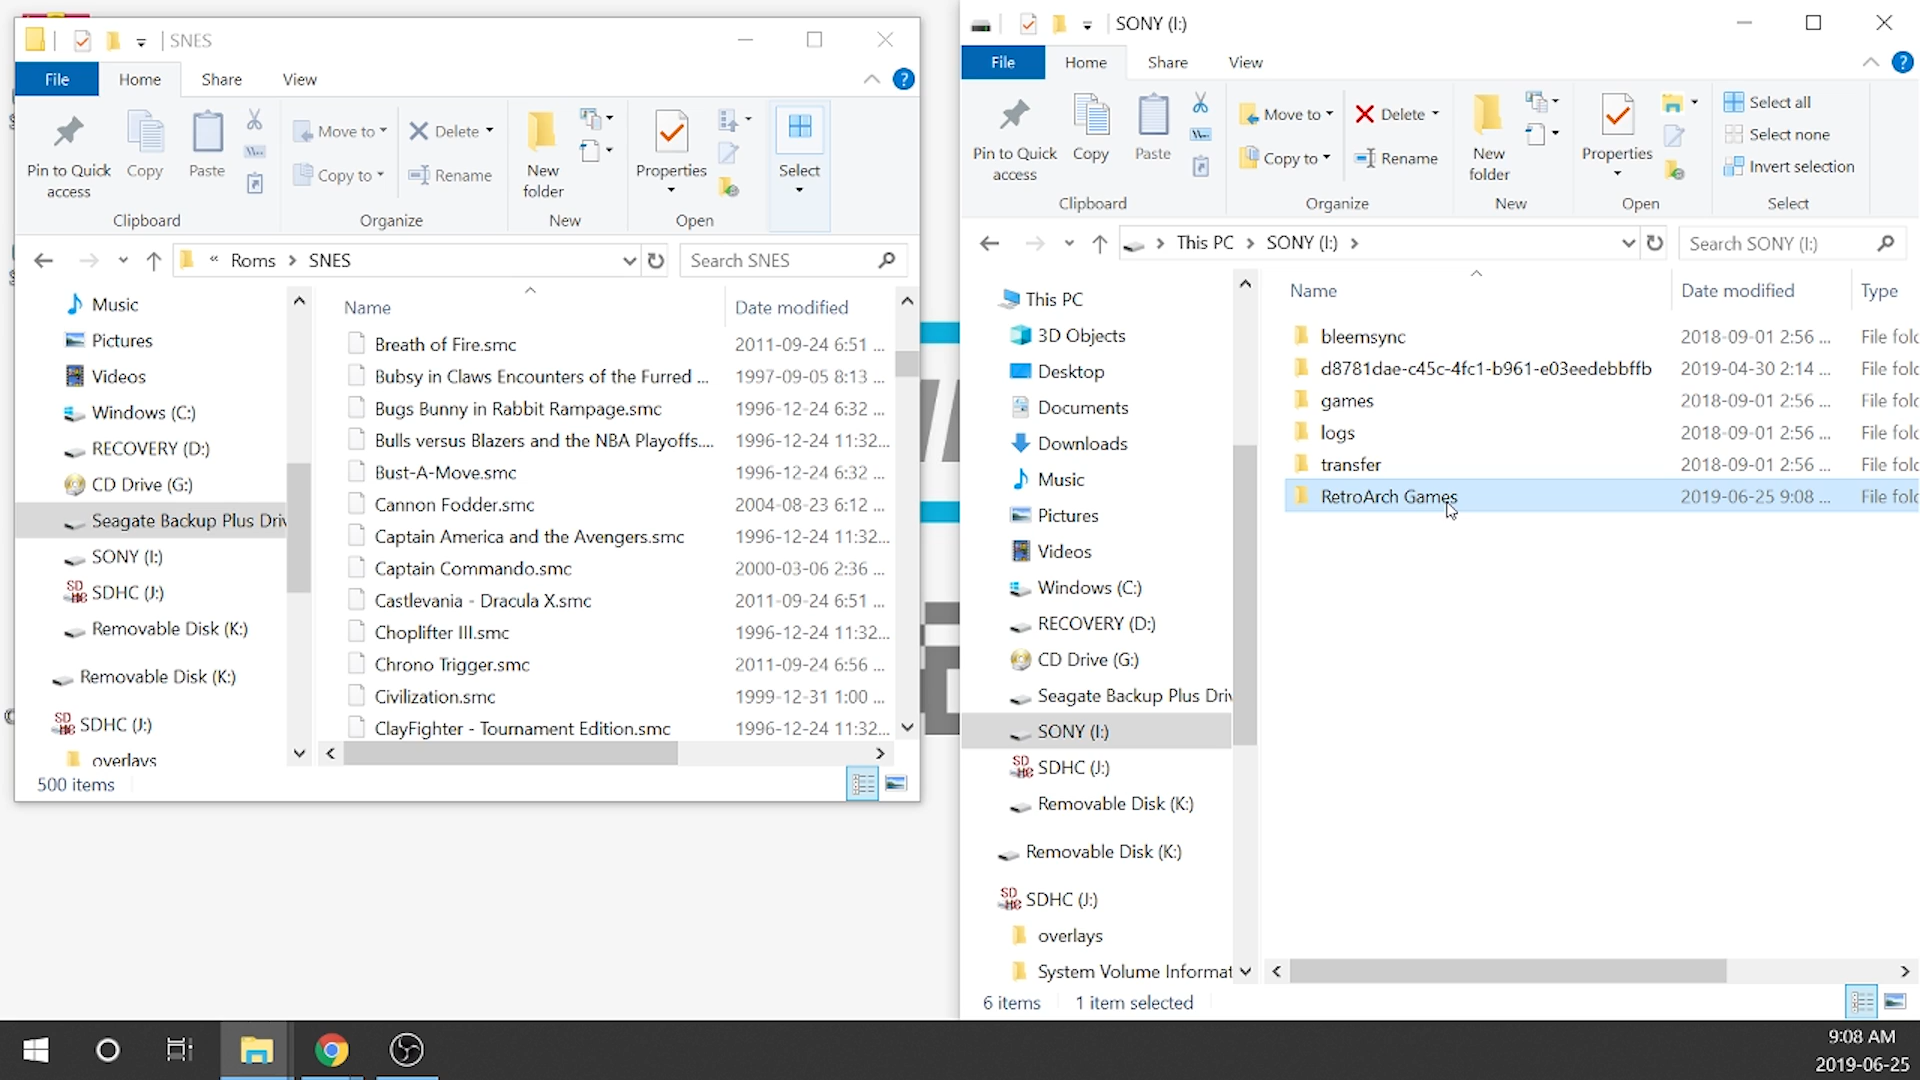 SNES
File
Home
Share
View
Pin to Quick access
Copy
Paste
Clipboard
Move to
Copy to
Delete
Rename
Organize
New folder
New
Properties
Open
Select
Roms > SNES
Search SNES
Music
Pictures
Videos
Windows (C:)
RECOVERY (D:)
CD Drive (G:)
Seagate Backup Plus Driv
SONY (I:)
SDHC (J:)
Removable Disk (K:)
Removable Disk (K:)
SDHC (J:)
overlays
Name Date modified
Breath of Fire.smc 2011-09-24 6:51 ...
Bubsy in Claws Encounters of the Furred ... 1997-09-05 8:13 ...
Bugs Bunny in Rabbit Rampage.smc 1996-12-24 6:32 ...
Bulls versus Blazers and the NBA Playoffs.... 1996-12-24 11:32...
Bust-A-Move.smc 1996-12-24 6:32 ...
Cannon Fodder.smc 2004-08-23 6:12 ...
Captain America and the Avengers.smc 1996-12-24 11:32...
Captain Commando.smc 2000-03-06 2:36 ...
Castlevania - Dracula X.smc 2011-09-24 6:51 ...
Choplifter III.smc 1996-12-24 11:32...
Chrono Trigger.smc 2011-09-24 6:56 ...
Civilization.smc 1999-12-31 1:00 ...
ClayFighter - Tournament Edition.smc 1996-12-24 11:32...
500 items
SONY (I:)
File
Home
Share
View
Pin to Quick access
Copy
Paste
Clipboard
Move to
Copy to
Delete
Rename
Organize
New folder
New
Properties
Open
Select all
Select none
Invert selection
Select
This PC > SONY (I:) >
Search SONY (I:)
This PC
3D Objects
Desktop
Documents
Downloads
Music
Pictures
Videos
Windows (C:)
RECOVERY (D:)
CD Drive (G:)
Seagate Backup Plus Driv
SONY (I:)
SDHC (J:)
Removable Disk (K:)
Removable Disk (K:)
SDHC (J:)
overlays
System Volume Informat
Name Date modified Type
bleemsync 2018-09-01 2:56 ... File fold
d8781dae-c45c-4fc1-b961-e03eedebbffb 2019-04-30 2:14 ... File fold
games 2018-09-01 2:56 ... File fold
logs 2018-09-01 2:56 ... File fold
transfer 2018-09-01 2:56 ... File fold
RetroArch Games 2019-06-25 9:08 ... File fold
6 items 1 item selected
9:08 AM
2019-06-25